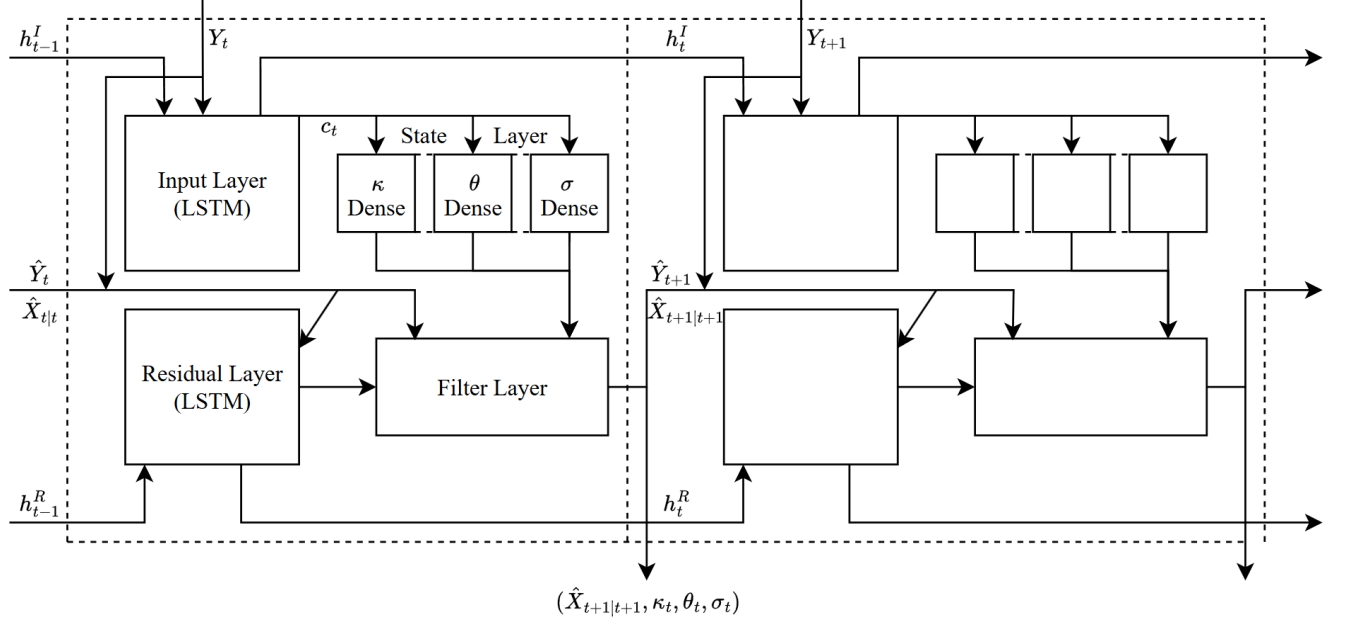 h^I_{t−1}
Y_t
h^I_t
Y_{t+1}
c_t
State Layer
Input Layer
(LSTM)
κ
Dense
θ
Dense
σ
Dense
Ŷ_t
X̂_{t|t}
Ŷ_{t+1}
X̂_{t+1|t+1}
Residual Layer
(LSTM)
Filter Layer
h^R_{t−1}
h^R_t
(X̂_{t+1|t+1}, κ_t, θ_t, σ_t)